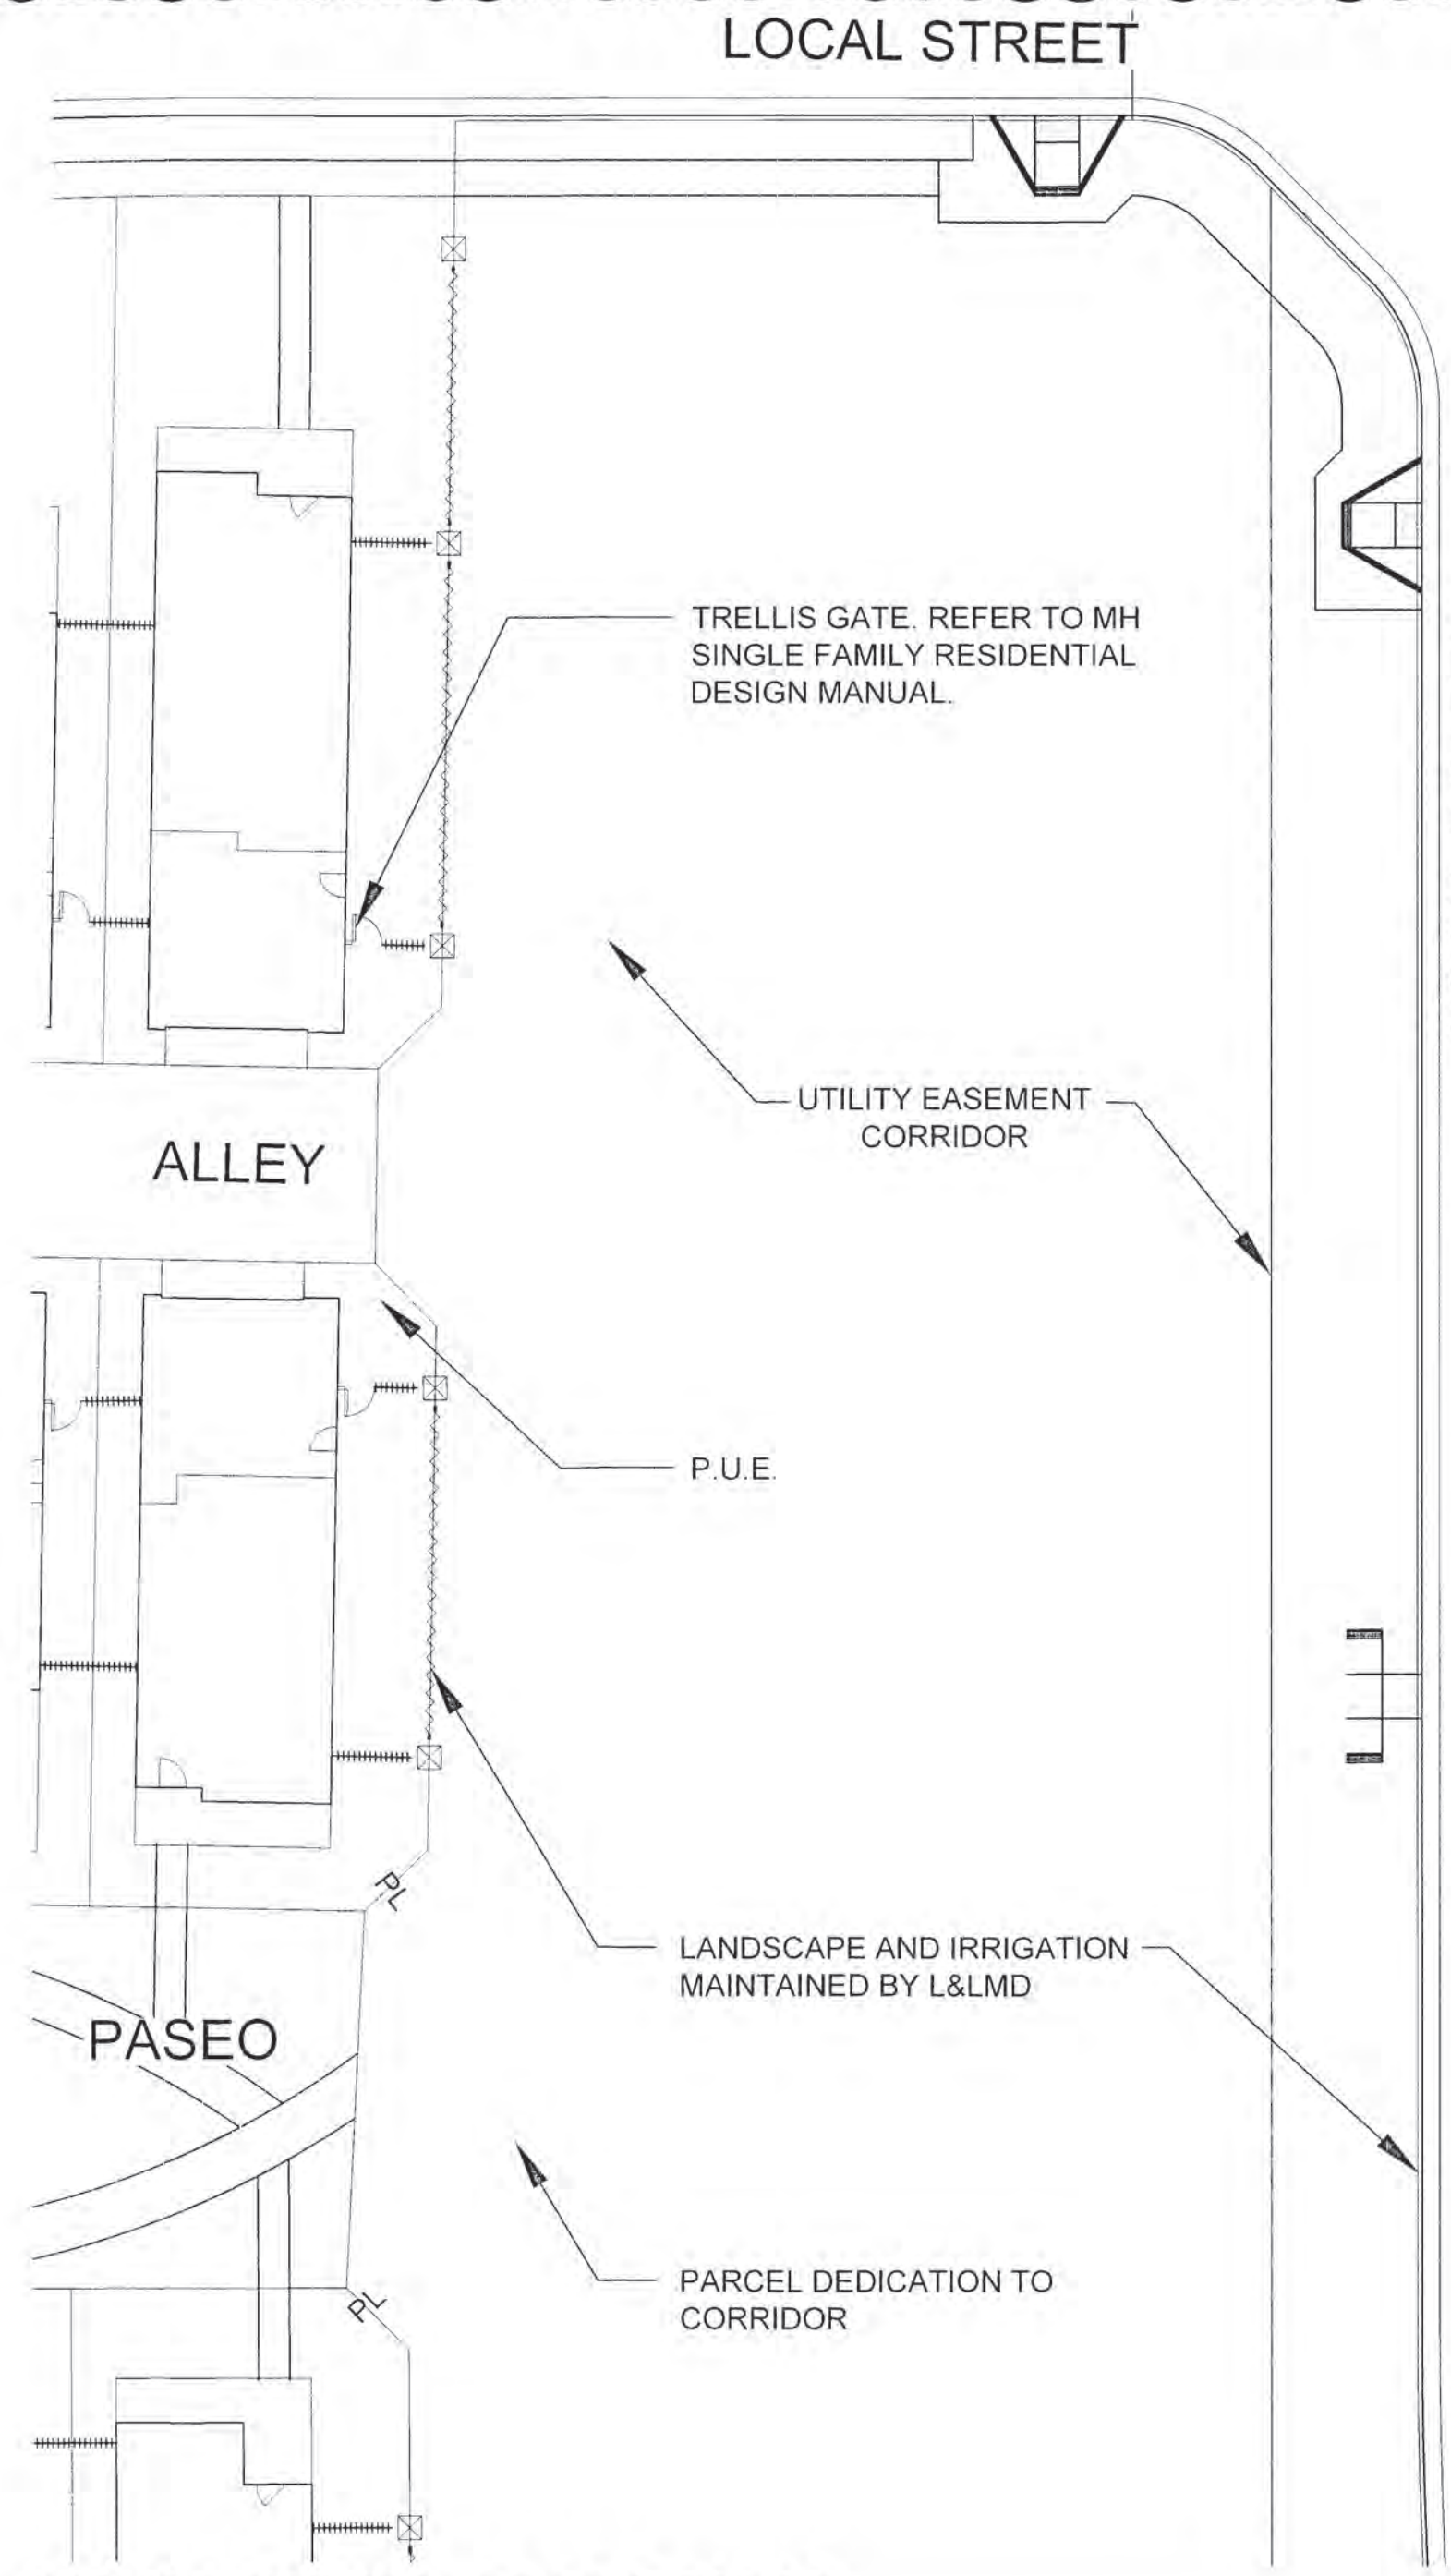 LOCAL STREET
TRELLIS GATE. REFER TO MH
SINGLE FAMILY RESIDENTIAL
DESIGN MANUAL.
UTILITY EASEMENT
CORRIDOR
ALLEY
P.U.E.
PL
LANDSCAPE AND IRRIGATION
MAINTAINED BY L&LMD
PASEO
PARCEL DEDICATION TO
CORRIDOR
PL